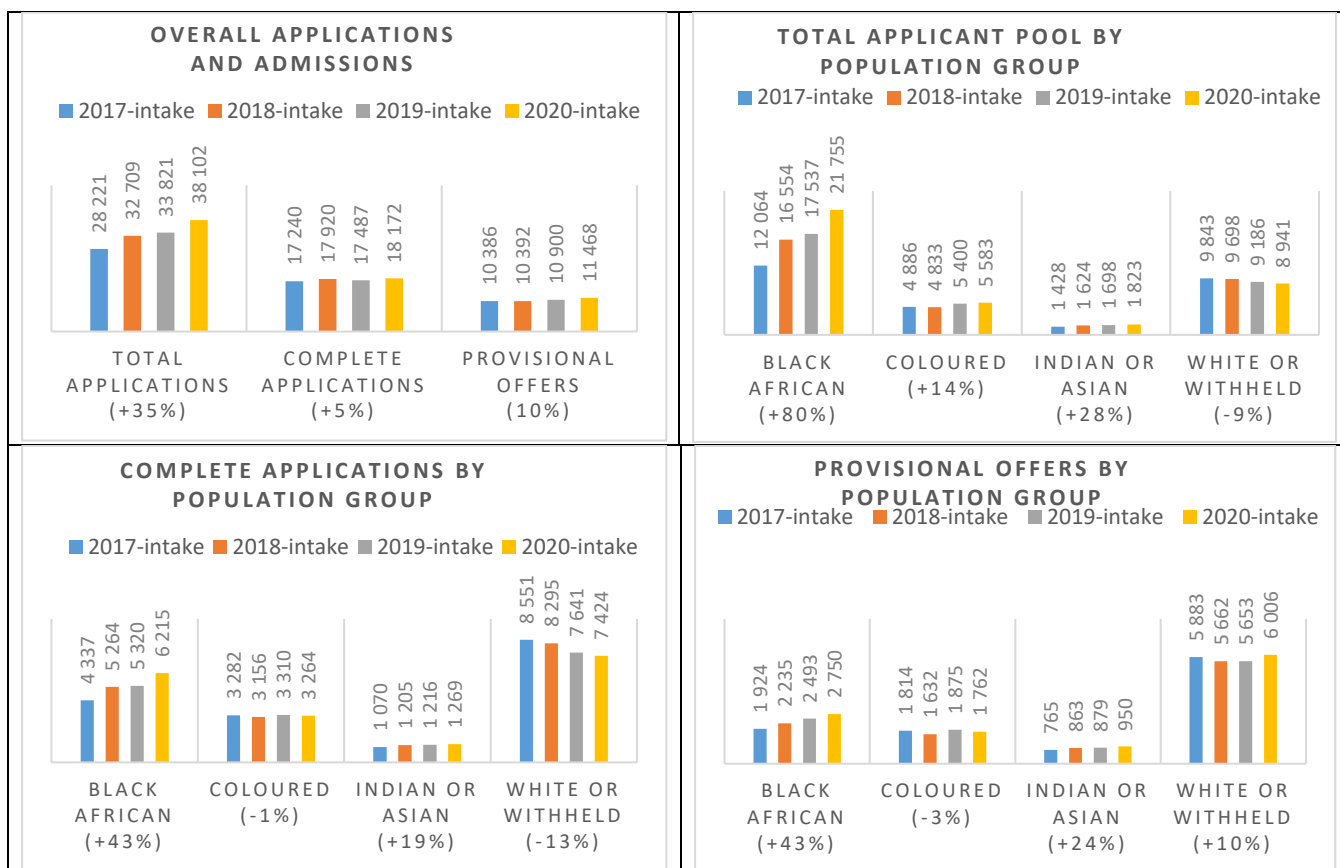 OVERALL APPLICATIONS
AND ADMISSIONS
2017-intake 2018-intake 2019-intake 2020-intake
28 221 32 709 33 821 38 102
17 240 17 920 17 487 18 172
10 386 10 392 10 900 11 468
TOTAL APPLICATIONS (+35%)
COMPLETE APPLICATIONS (+5%)
PROVISIONAL OFFERS (10%)
TOTAL APPLICANT POOL BY
POPULATION GROUP
2017-intake 2018-intake 2019-intake 2020-intake
12 064 16 554 17 537 21 755
4 886 4 833 5 400 5 583
1 428 1 624 1 698 1 823
9 843 9 698 9 186 8 941
BLACK AFRICAN (+80%)
COLOURED (+14%)
INDIAN OR ASIAN (+28%)
WHITE OR WITHHELD (-9%)
COMPLETE APPLICATIONS BY
POPULATION GROUP
2017-intake 2018-intake 2019-intake 2020-intake
4 337 5 264 5 320 6 215
3 282 3 156 3 310 3 264
1 070 1 205 1 216 1 269
8 551 8 295 7 641 7 424
BLACK AFRICAN (+43%)
COLOURED (-1%)
INDIAN OR ASIAN (+19%)
WHITE OR WITHHELD (-13%)
PROVISIONAL OFFERS BY
POPULATION GROUP
2017-intake 2018-intake 2019-intake 2020-intake
1 924 2 235 2 493 2 750
1 814 1 632 1 875 1 762
765 863 879 950
5 883 5 662 5 653 6 006
BLACK AFRICAN (+43%)
COLOURED (-3%)
INDIAN OR ASIAN (+24%)
WHITE OR WITHHELD (+10%)